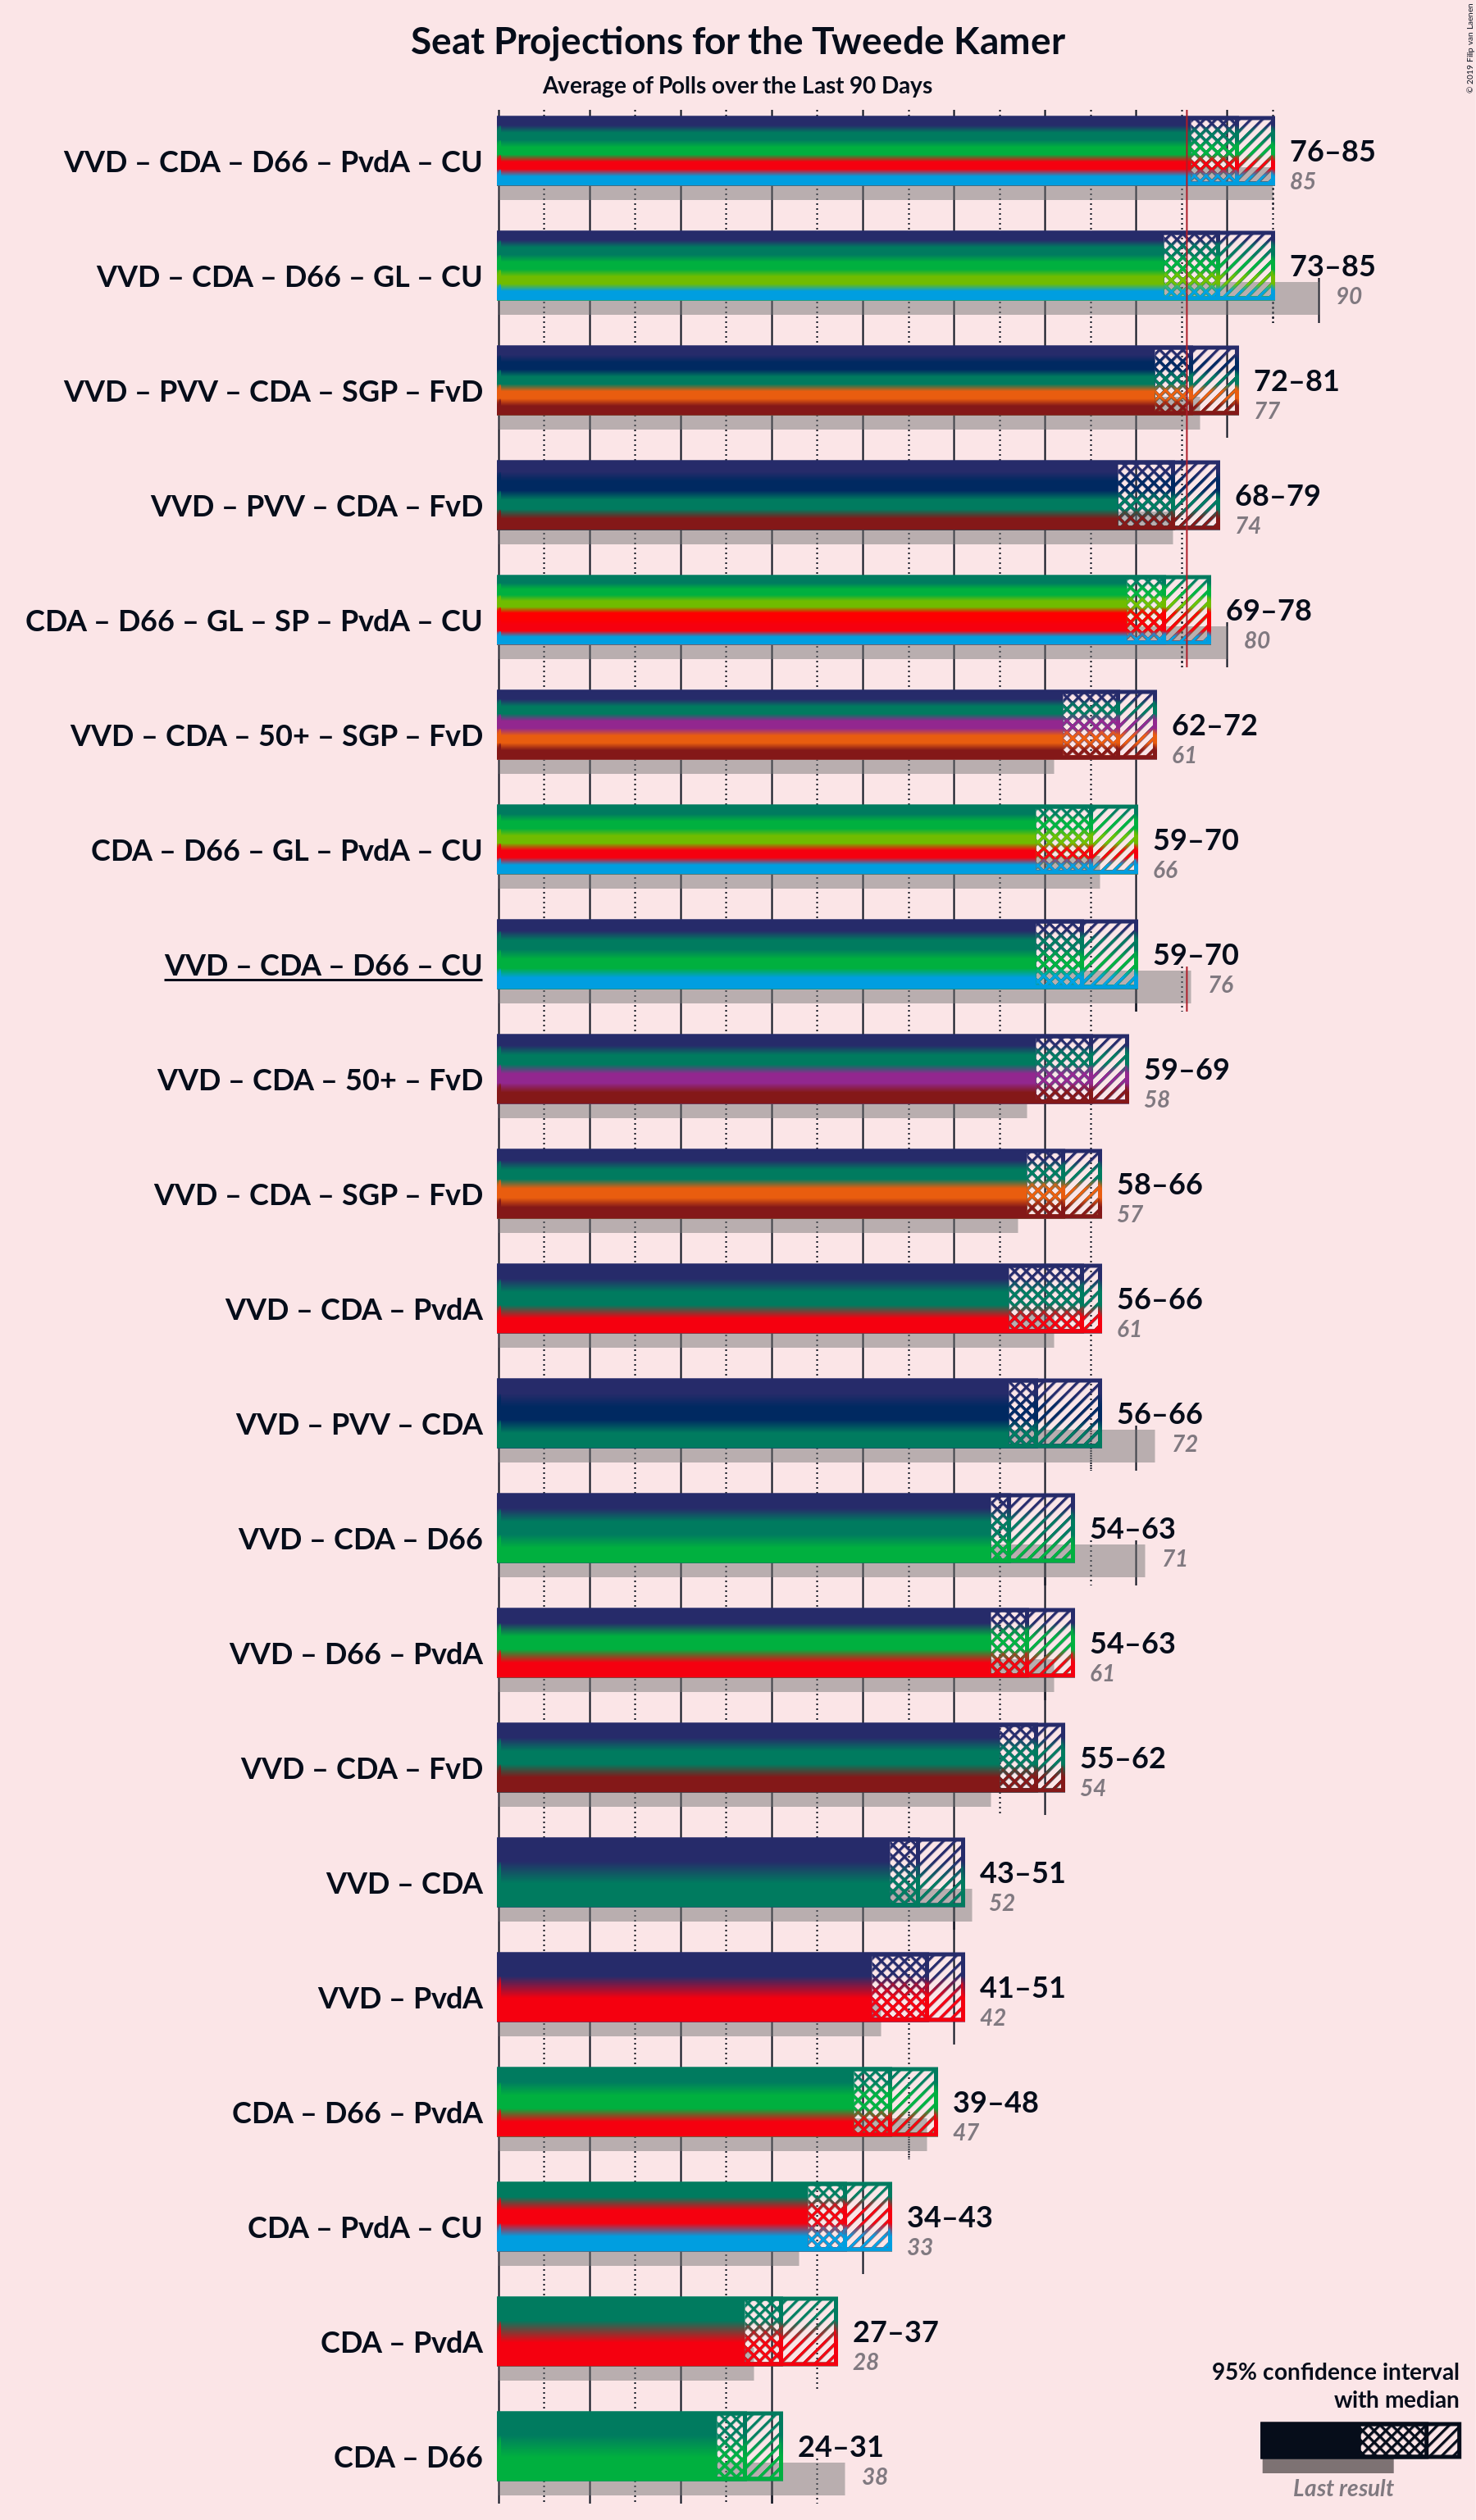 Seat Projections for the Tweede Kamer
Average of Polls over the Last 90 Days
© 2019 Filip van Laenen
VVD – CDA – D66 – PvdA – CU
76–85
85
VVD – CDA – D66 – GL – CU
73–85
90
VVD – PVV – CDA – SGP – FvD
72–81
77
VVD – PVV – CDA – FvD
68–79
74
CDA – D66 – GL – SP – PvdA – CU
69–78
80
VVD – CDA – 50+ – SGP – FvD
62–72
61
CDA – D66 – GL – PvdA – CU
59–70
66
VVD – CDA – D66 – CU
59–70
76
VVD – CDA – 50+ – FvD
59–69
58
VVD – CDA – SGP – FvD
58–66
57
VVD – CDA – PvdA
56–66
61
VVD – PVV – CDA
56–66
72
VVD – CDA – D66
54–63
71
VVD – D66 – PvdA
54–63
61
VVD – CDA – FvD
55–62
54
VVD – CDA
43–51
52
VVD – PvdA
41–51
42
CDA – D66 – PvdA
39–48
47
CDA – PvdA – CU
34–43
33
CDA – PvdA
27–37
28
CDA – D66
24–31
38
95% confidence interval
with median
Last result